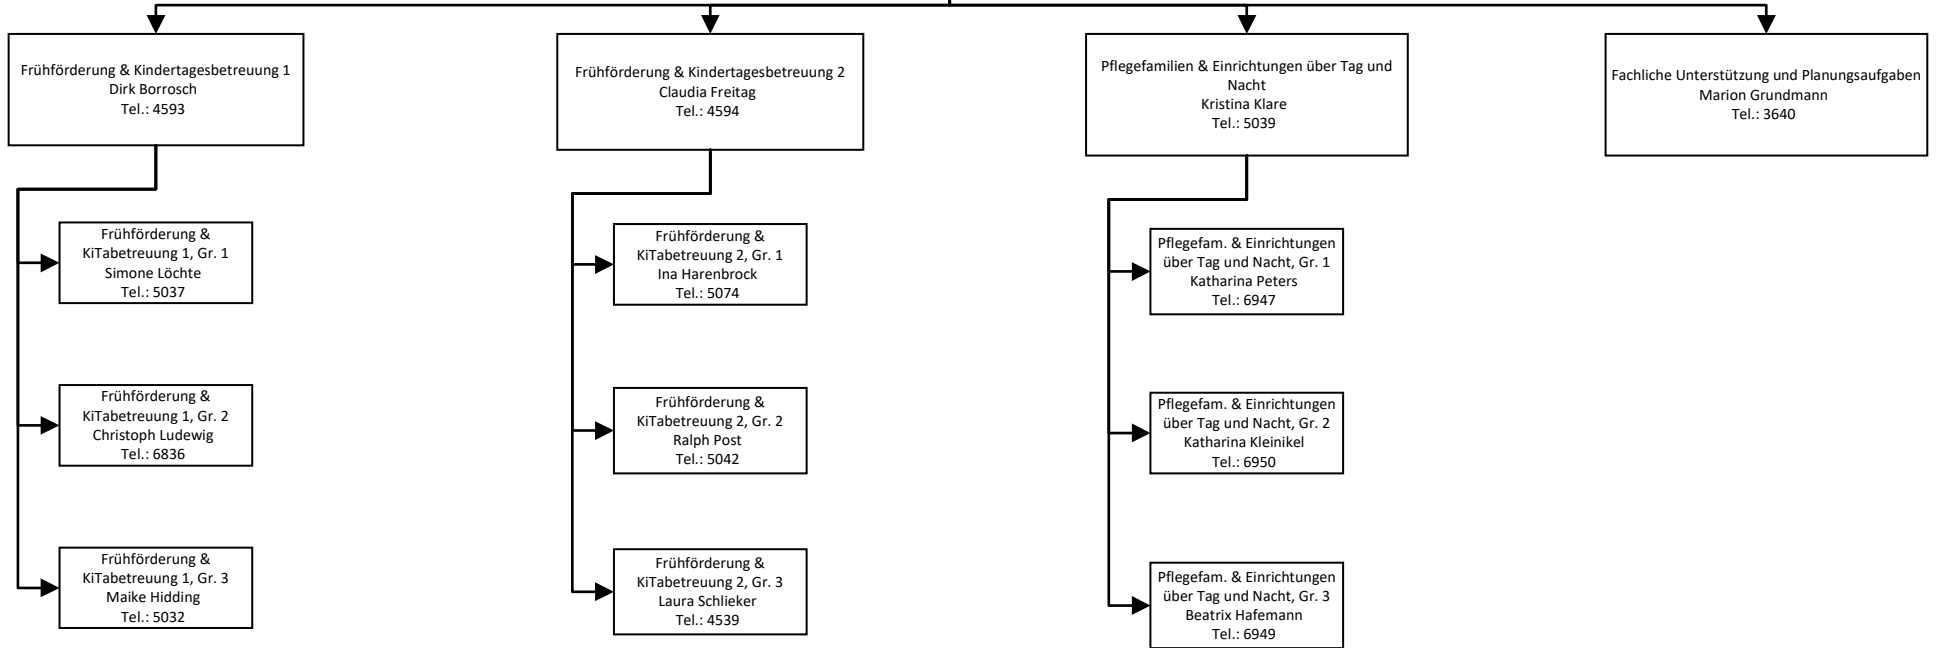 Frühförderung & Kindertagesbetreuung 1
Dirk Borrosch
Tel.: 4593
Frühförderung & Kindertagesbetreuung 2
Claudia Freitag
Tel.: 4594
Pflegefamilien & Einrichtungen über Tag und
Nacht
Kristina Klare
Tel.: 5039
Fachliche Unterstützung und Planungsaufgaben
Marion Grundmann
Tel.: 3640
Frühförderung &
KiTabetreuung 1, Gr. 1
Simone Löchte
Tel.: 5037
Frühförderung &
KiTabetreuung 1, Gr. 2
Christoph Ludewig
Tel.: 6836
Frühförderung &
KiTabetreuung 1, Gr. 3
Maike Hidding
Tel.: 5032
Frühförderung &
KiTabetreuung 2, Gr. 1
Ina Harenbrock
Tel.: 5074
Frühförderung &
KiTabetreuung 2, Gr. 2
Ralph Post
Tel.: 5042
Frühförderung &
KiTabetreuung 2, Gr. 3
Laura Schlieker
Tel.: 4539
Pflegefam. & Einrichtungen
über Tag und Nacht, Gr. 1
Katharina Peters
Tel.: 6947
Pflegefam. & Einrichtungen
über Tag und Nacht, Gr. 2
Katharina Kleinikel
Tel.: 6950
Pflegefam. & Einrichtungen
über Tag und Nacht, Gr. 3
Beatrix Hafemann
Tel.: 6949